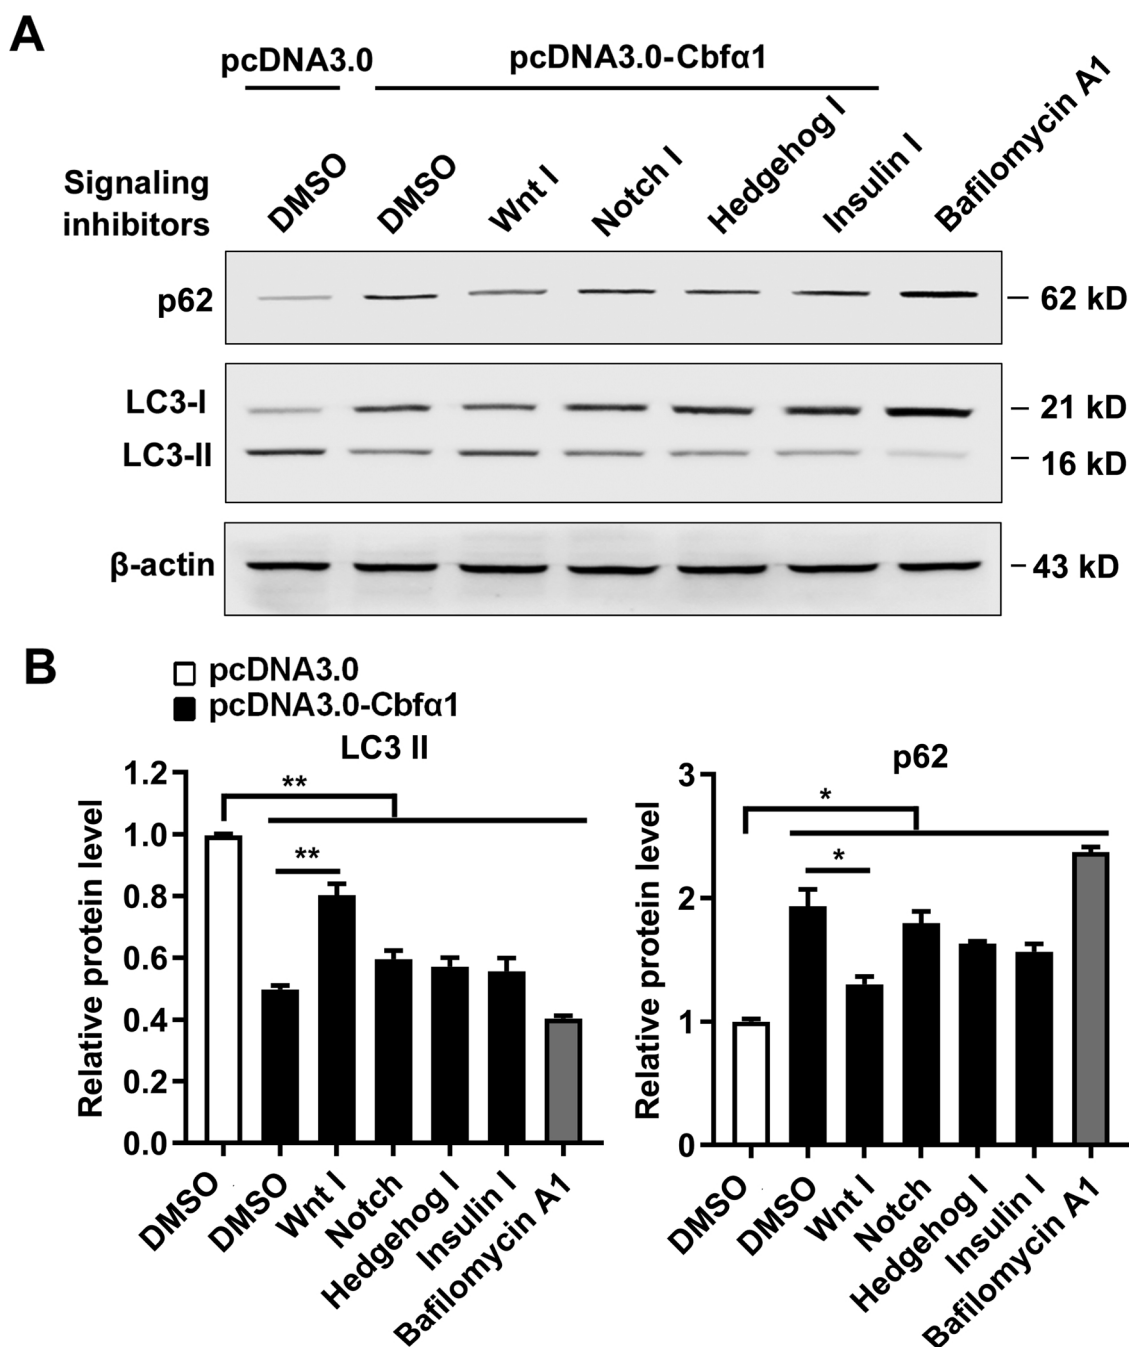 A
pcDNA3.0
pcDNA3.0-Cbfα1
Signaling
inhibitors
DMSO
DMSO
Wnt I
Notch I
Hedgehog I
Insulin I
Bafilomycin A1
p62
62 kD
LC3-I
21 kD
LC3-II
16 kD
β-actin
43 kD
B
pcDNA3.0
pcDNA3.0-Cbfα1
LC3 II
Relative protein level
1.2
1.0
0.8
0.6
0.4
0.2
0.0
**
**
DMSO
DMSO
Wnt I
Notch
Hedgehog I
Insulin I
Bafilomycin A1
p62
Relative protein level
3
2
1
0
*
*
DMSO
DMSO
Wnt I
Notch
Hedgehog I
Insulin I
Bafilomycin A1